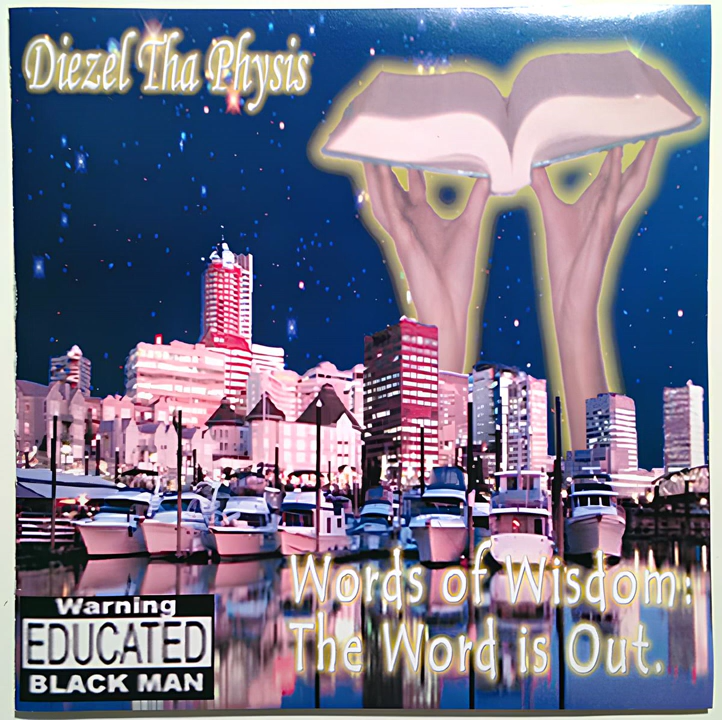 Diezel Tha Physis
Words of Wisdom:
The Word is Out.
Warning
EDUCATED
BLACK MAN